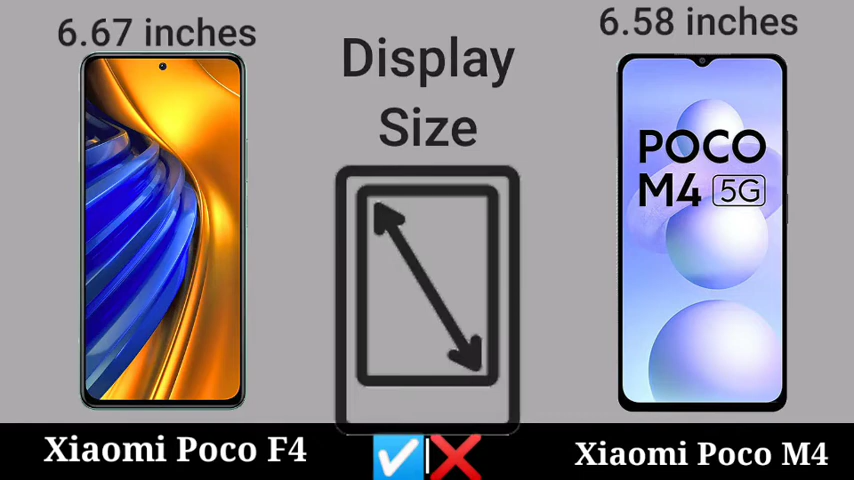 6.67 inches
Display
Size
6.58 inches
POCO
M4 5G
Xiaomi Poco F4
Xiaomi Poco M4